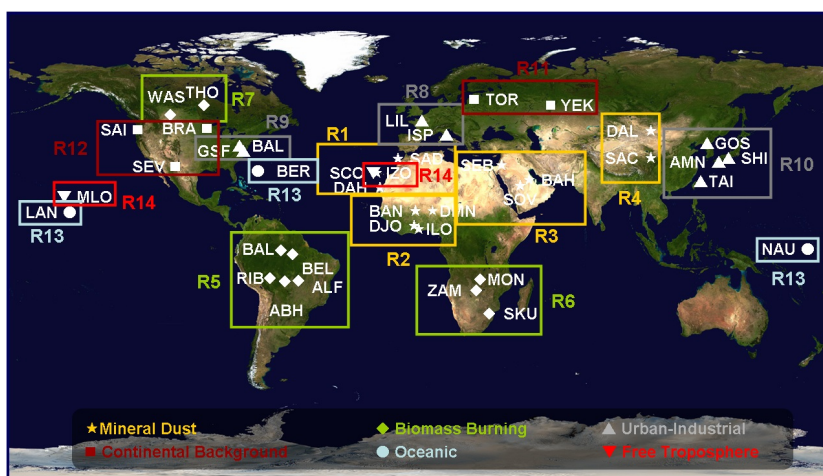 R11
WAS THO
R7
R8
TOR
YEK
LIL
ISP
SAI
BRA
R9
R1
DAL
GOS
GSF
BAL
SAD
SER
SAC
AMN
SHI
R12
SEV
BER
SCO
IZO
BAH
R10
TAI
MLO
R14
R13
DAH
R14
SOV
R4
LAN
BAN
DMN
R3
R13
DJO
ILO
R2
BAL
NAU
R5
RIB
BEL
ALF
MON
R6
R13
ZAM
ABH
SKU
Mineral Dust
Biomass Burning
Urban-Industrial
Continental Background
Oceanic
Free Troposphere